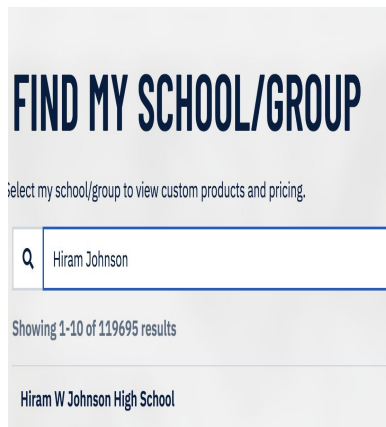 FIND MY SCHOOL/GROUP
Select my school/group to view custom products and pricing.
Hiram Johnson
Showing 1-10 of 119695 results
Hiram W Johnson High School